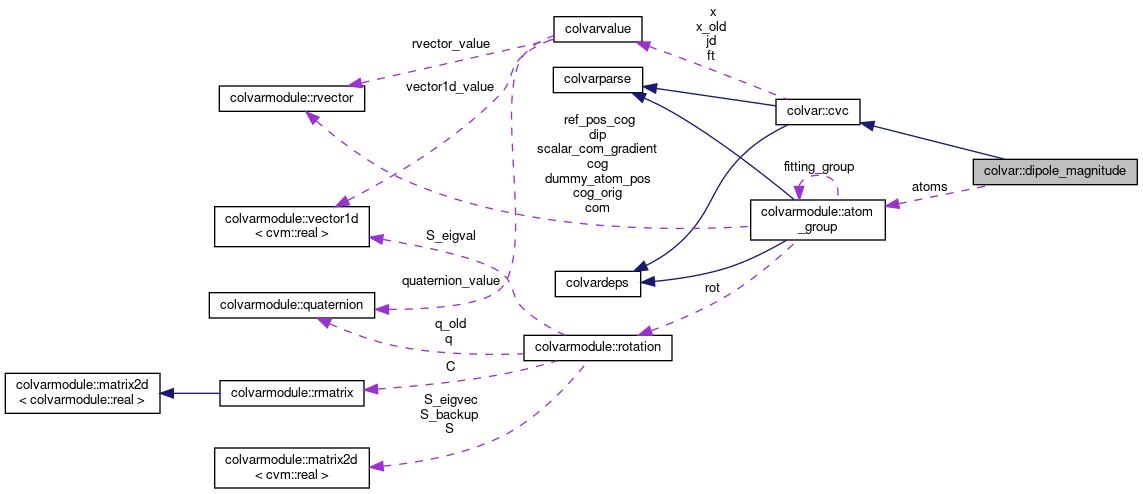 x
x_old
jd
ft
colvarvalue
rvector_value
colvarparse
vector1d_value
colvarmodule::rvector
colvar::cvc
ref_pos_cog
dip
scalar_com_gradient
cog
dummy_atom_pos
cog_orig
com
fitting_group
colvar::dipole_magnitude
atoms
colvarmodule::atom
_group
colvarmodule::vector1d
< cvm::real >
S_eigval
colvardeps
quaternion_value
rot
colvarmodule::quaternion
q_old
q
colvarmodule::rotation
C
colvarmodule::matrix2d
< colvarmodule::real >
colvarmodule::rmatrix
S_eigvec
S_backup
S
colvarmodule::matrix2d
< cvm::real >